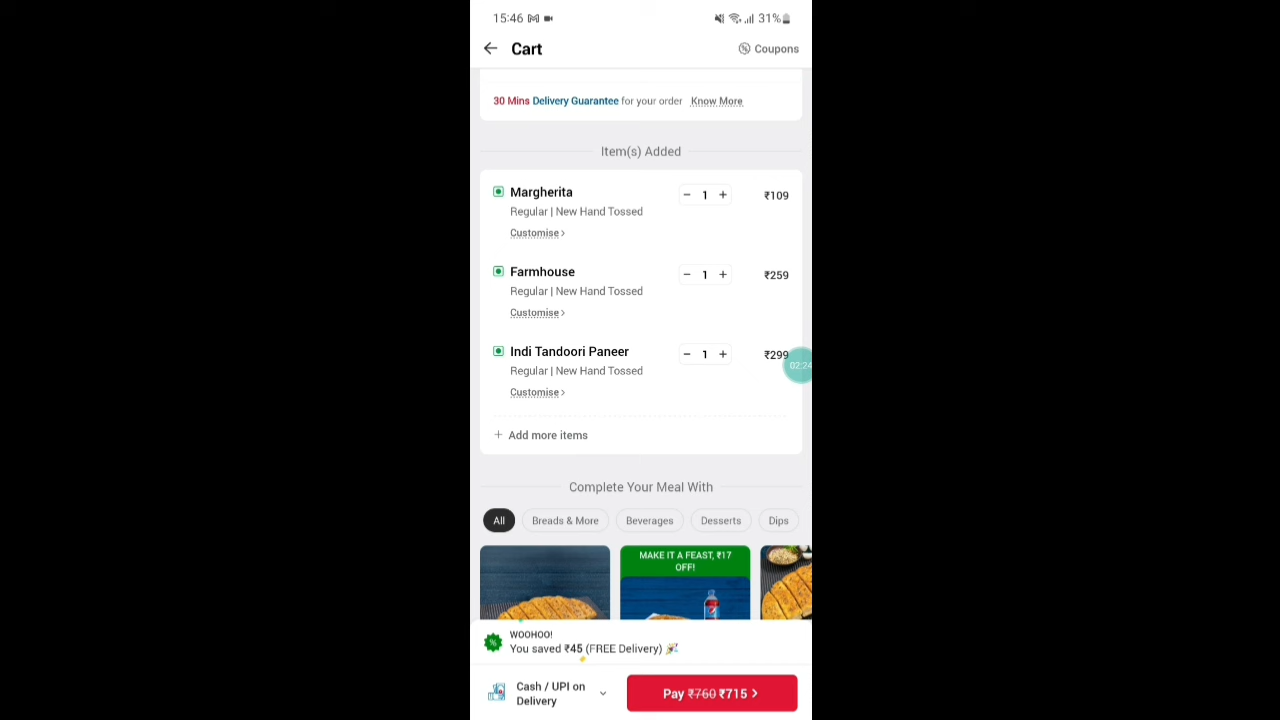 15:46 31%
Cart Coupons
30 Mins Delivery Guarantee for your order Know More
Item(s) Added
Margherita - 1 + ₹109
Regular | New Hand Tossed
Customise >
Farmhouse - 1 + ₹259
Regular | New Hand Tossed
Customise >
Indi Tandoori Paneer - 1 + ₹299
02:24
Regular | New Hand Tossed
Customise >
+ Add more items
Complete Your Meal With
All Breads & More Beverages Desserts Dips
MAKE IT A FEAST, ₹17
OFF!
WOOHOO!
You saved ₹45 (FREE Delivery) 🎉
Cash / UPI on
Delivery
Pay ₹760 ₹715 >